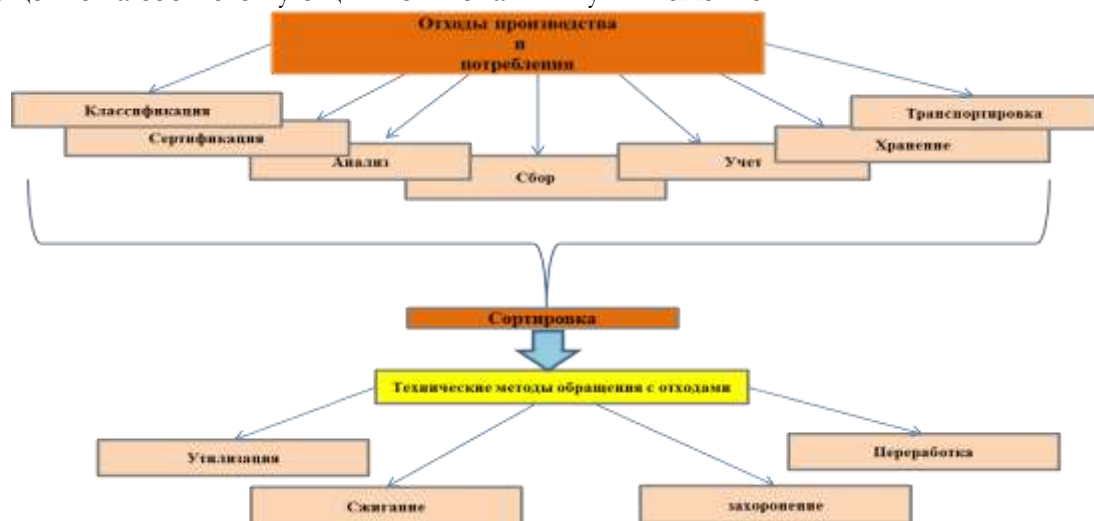 Отходы производства
и
потребления
Классификация
Сертификация
Анализ
Сбор
Учет
Хранение
Транспортировка
Сортировка
Технические методы обращения с отходами
Утилизация
Сжигание
захоронение
Переработка